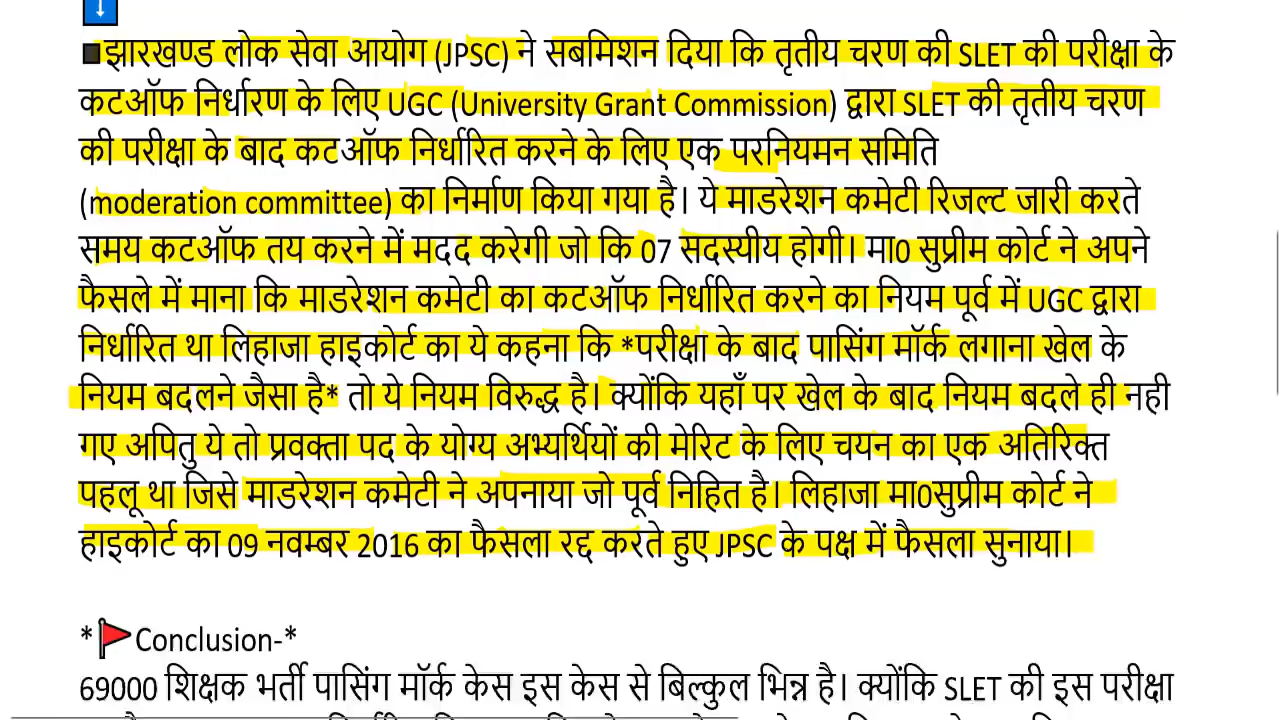 ■झारखण्ड लोक सेवा आयोग (JPSC) ने सबमिशन दिया कि तृतीय चरण की SLET की परीक्षा के
कटऑफ निर्धारण के लिए UGC (University Grant Commission) द्वारा SLET की तृतीय चरण
की परीक्षा के बाद कटऑफ निर्धारित करने के लिए एक परनियमन समिति
(moderation committee) का निर्माण किया गया है। ये माडरेशन कमेटी रिजल्ट जारी करते
समय कटऑफ तय करने में मदद करेगी जो कि 07 सदस्यीय होगी। मा0 सुप्रीम कोर्ट ने अपने
फैसले में माना कि माडरेशन कमेटी का कटऑफ निर्धारित करने का नियम पूर्व में UGC द्वारा
निर्धारित था लिहाजा हाइकोर्ट का ये कहना कि *परीक्षा के बाद पासिंग मॉर्क लगाना खेल के
नियम बदलने जैसा है* तो ये नियम विरुद्ध है। क्योंकि यहाँ पर खेल के बाद नियम बदले ही नही
गए अपितु ये तो प्रवक्ता पद के योग्य अभ्यर्थियों की मेरिट के लिए चयन का एक अतिरिक्त
पहलू था जिसे माडरेशन कमेटी ने अपनाया जो पूर्व निहित है। लिहाजा मा0सुप्रीम कोर्ट ने
हाइकोर्ट का 09 नवम्बर 2016 का फैसला रद्द करते हुए JPSC के पक्ष में फैसला सुनाया।
*🚩Conclusion-*
69000 शिक्षक भर्ती पासिंग मॉर्क केस इस केस से बिल्कुल भिन्न है। क्योंकि SLET की इस परीक्षा